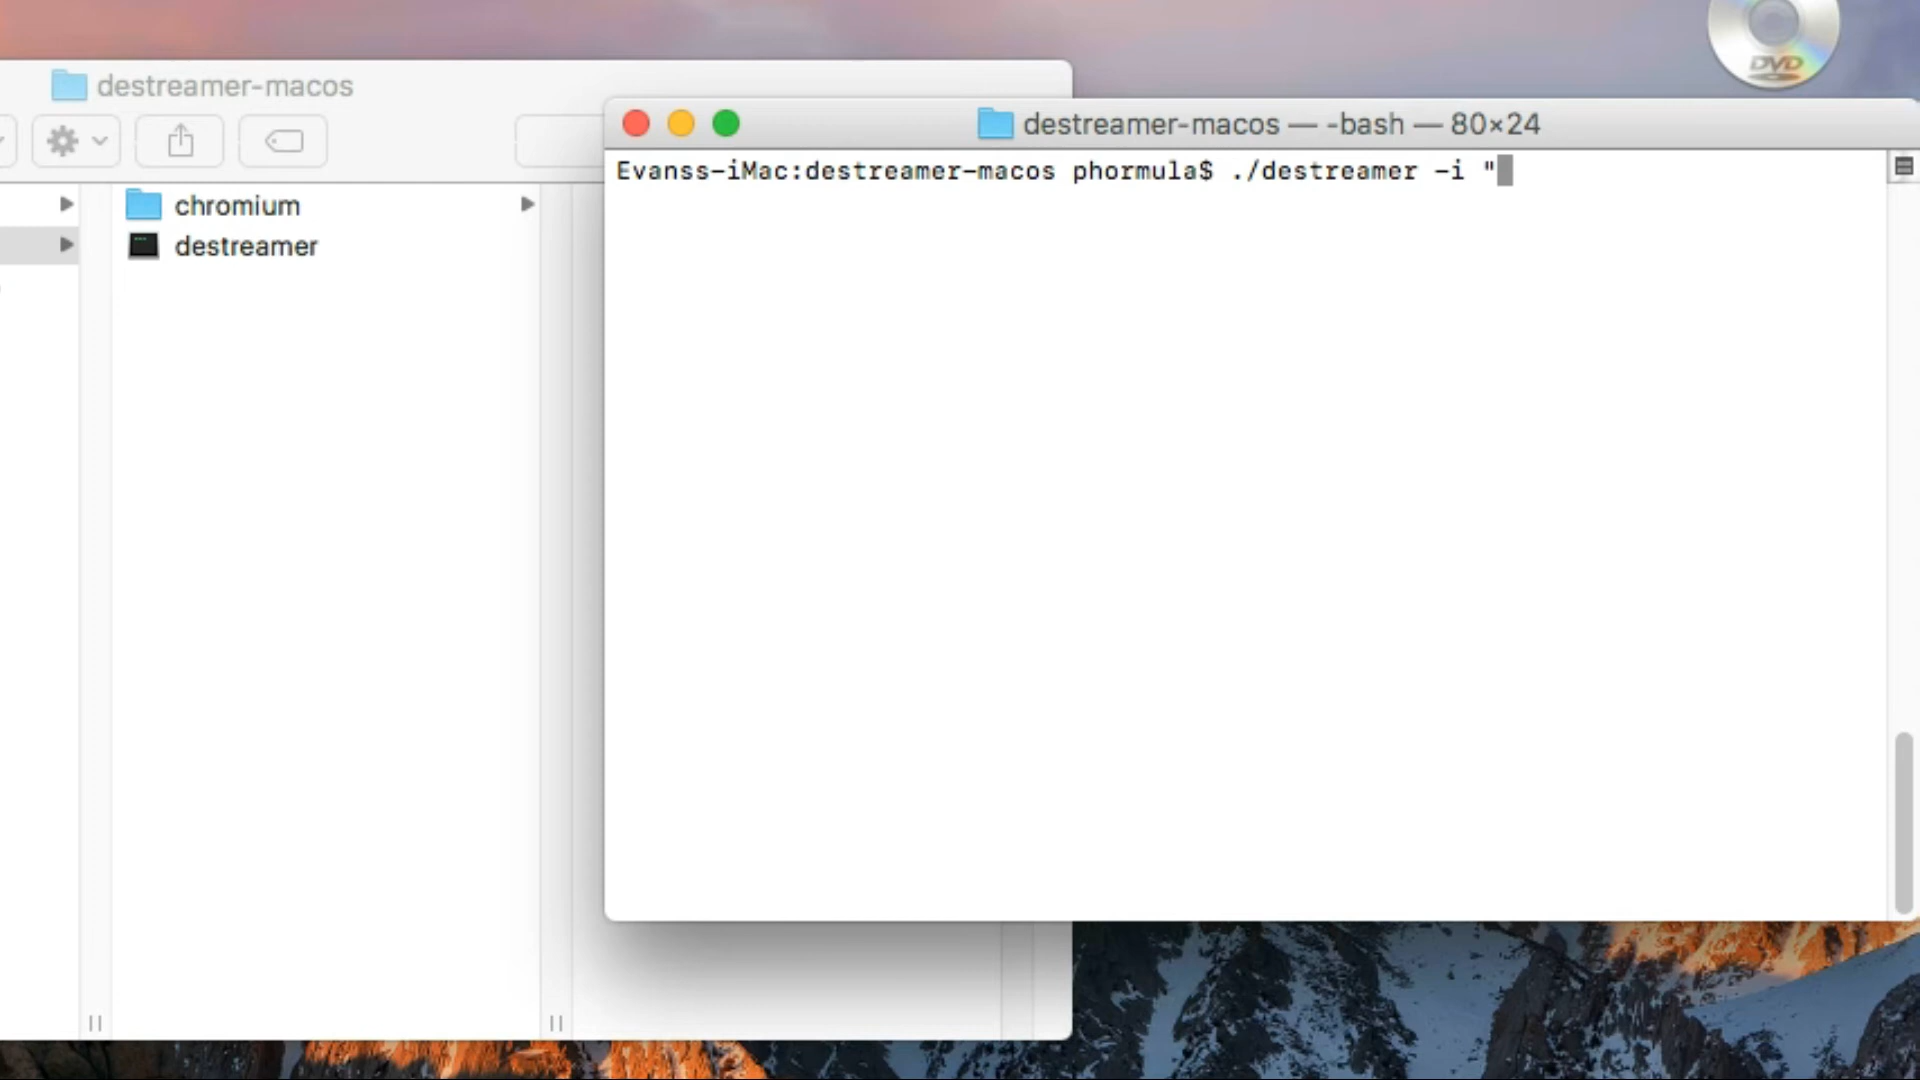 DVD
destreamer-macos
destreamer-macos — -bash — 80×24
Evanss-iMac:destreamer-macos phormula$ ./destreamer -i "
chromium
destreamer